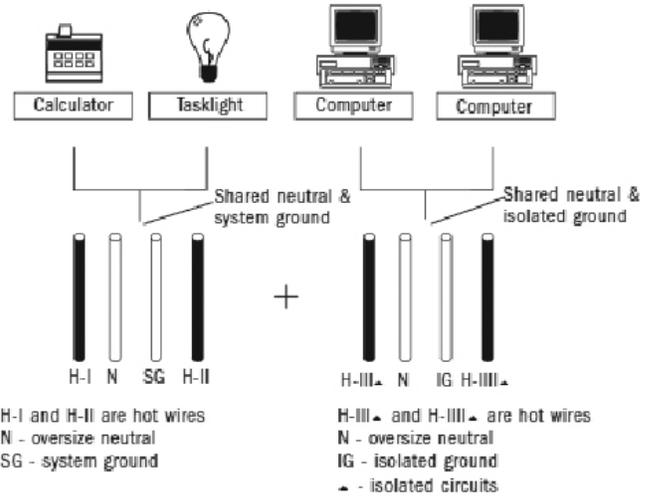 Calculator
Tasklight
Computer
Computer
Shared neutral &
system ground
Shared neutral &
isolated ground
+
H-I N SG H-II
H-III▲ N IG H-IIII▲
H-I and H-II are hot wires
N - oversize neutral
SG - system ground
H-III▲ and H-IIII▲ are hot wires
N - oversize neutral
IG - isolated ground
▲ - isolated circuits